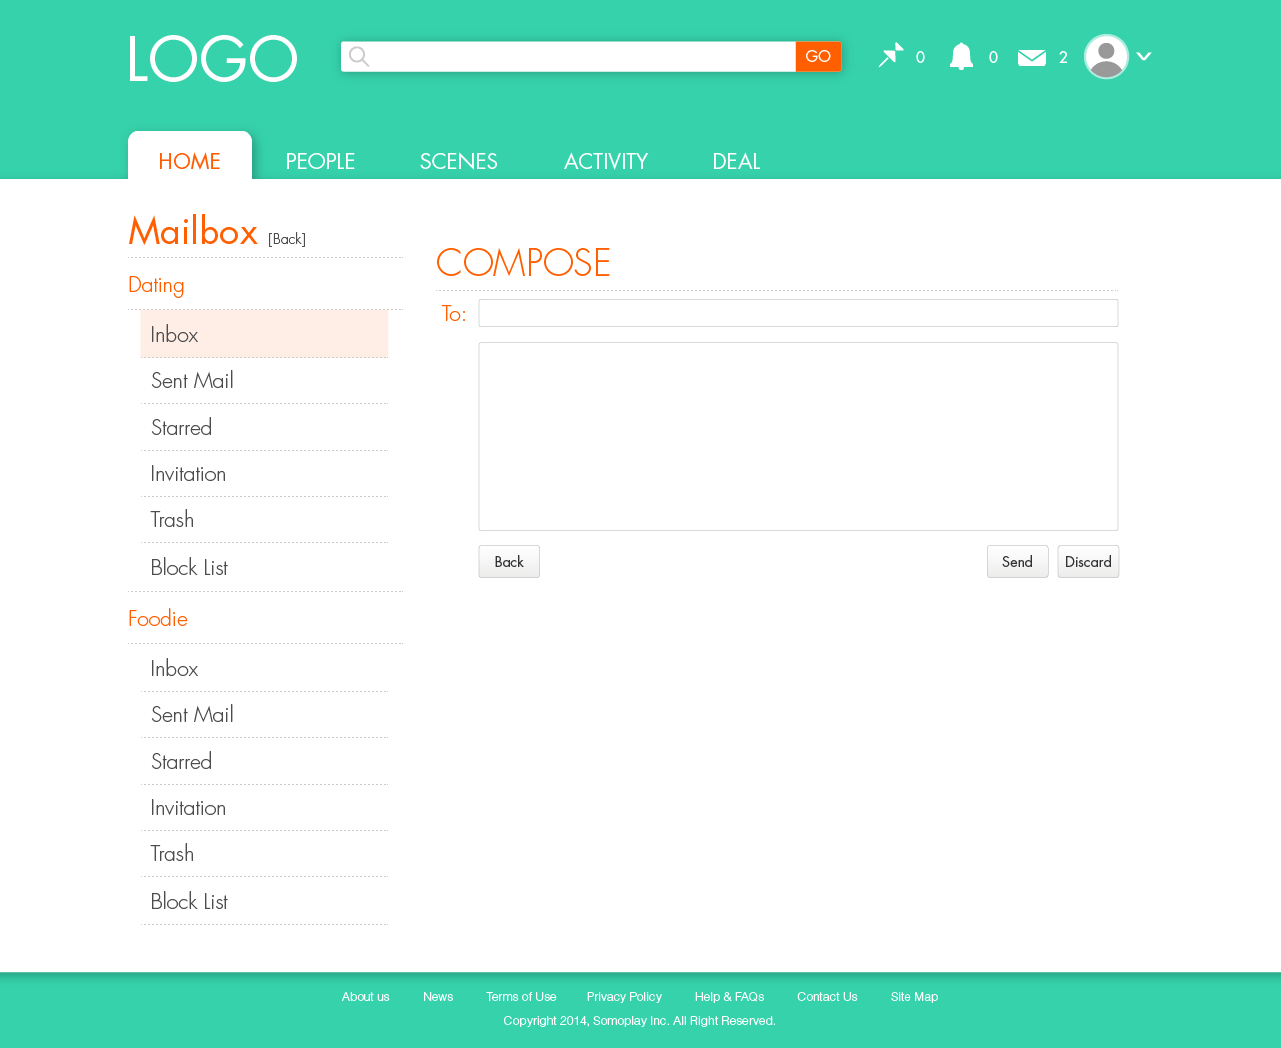 LOGO
GO
0
0
2
HOME
PEOPLE
SCENES
ACTIVITY
DEAL
Mailbox [Back]
Dating
Inbox
Sent Mail
Starred
Invitation
Trash
Block List
Foodie
Inbox
Sent Mail
Starred
Invitation
Trash
Block List
COMPOSE
To:
Back
Send
Discard
About us
News
Terms of Use
Privacy Policy
Help & FAQs
Contact Us
Site Map
Copyright 2014, Somoplay Inc. All Right Reserved.